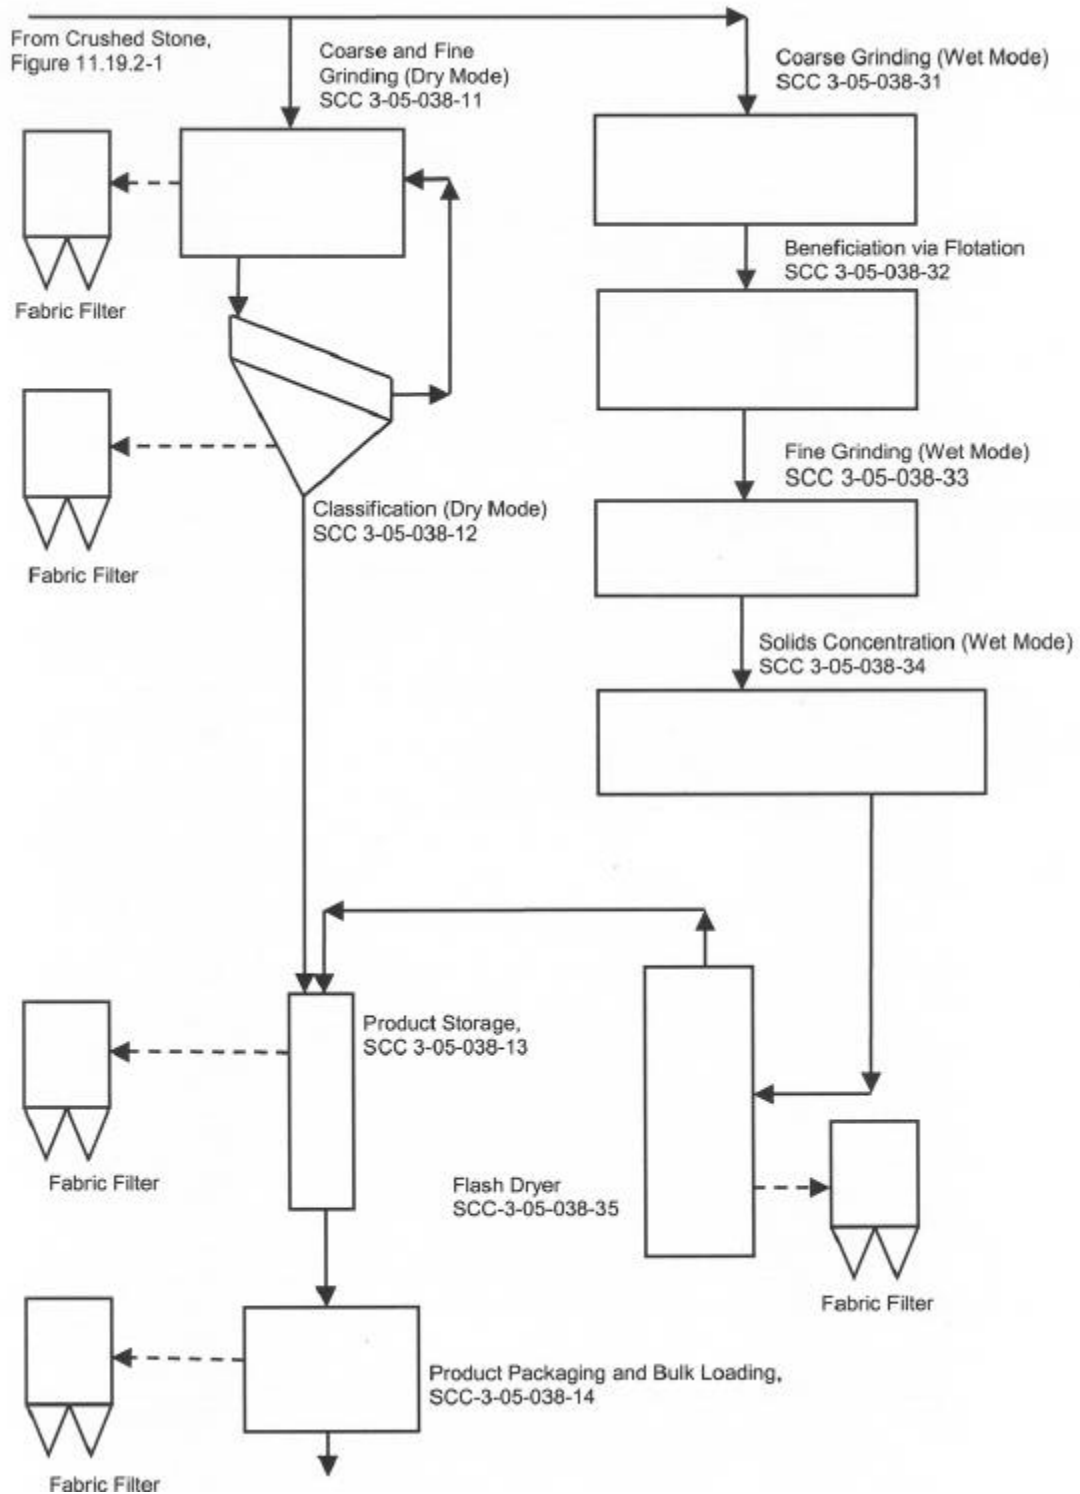 From Crushed Stone,
Figure 11.19.2-1
Coarse and Fine
Grinding (Dry Mode)
SCC 3-05-038-11
Coarse Grinding (Wet Mode)
SCC 3-05-038-31
Beneficiation via Flotation
SCC 3-05-038-32
Fabric Filter
Fine Grinding (Wet Mode)
SCC 3-05-038-33
Classification (Dry Mode)
SCC 3-05-038-12
Fabric Filter
Solids Concentration (Wet Mode)
SCC 3-05-038-34
Product Storage,
SCC 3-05-038-13
Fabric Filter
Flash Dryer
SCC-3-05-038-35
Fabric Filter
Product Packaging and Bulk Loading,
SCC-3-05-038-14
Fabric Filter